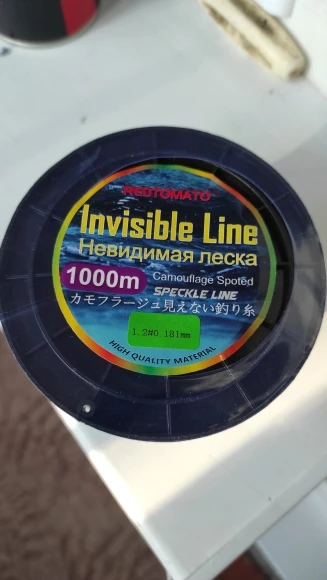 REDTOMATO
Invisible Line
Невидимая леска
1000m
Camouflage Spoted
SPECKLE LINE
カモフラージュ見えない釣り糸
1.2#0.181mm
HIGH QUALITY MATERIAL